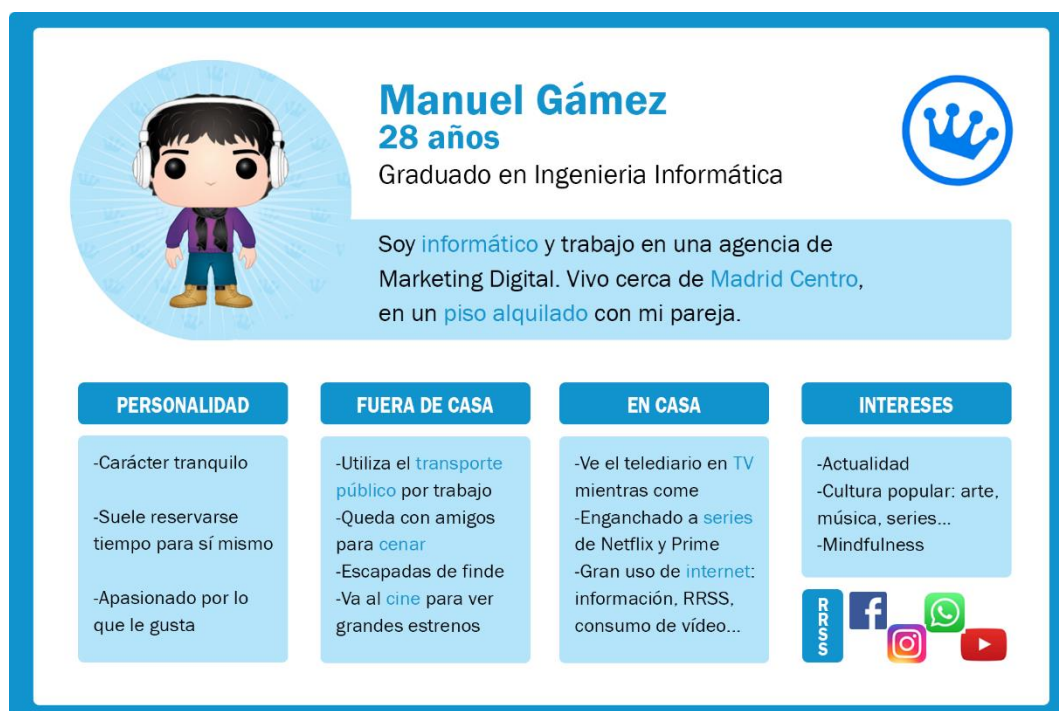 Manuel Gámez
28 años
Graduado en Ingenieria Informática
Soy informático y trabajo en una agencia de
Marketing Digital. Vivo cerca de Madrid Centro,
en un piso alquilado con mi pareja.
PERSONALIDAD
-Carácter tranquilo
-Suele reservarse
tiempo para sí mismo
-Apasionado por lo
que le gusta
FUERA DE CASA
-Utiliza el transporte
público por trabajo
-Queda con amigos
para cenar
-Escapadas de finde
-Va al cine para ver
grandes estrenos
EN CASA
-Ve el telediario en TV
mientras come
-Enganchado a series
de Netflix y Prime
-Gran uso de internet:
información, RRSS,
consumo de vídeo...
INTERESES
-Actualidad
-Cultura popular: arte,
música, series...
-Mindfulness
RRSS